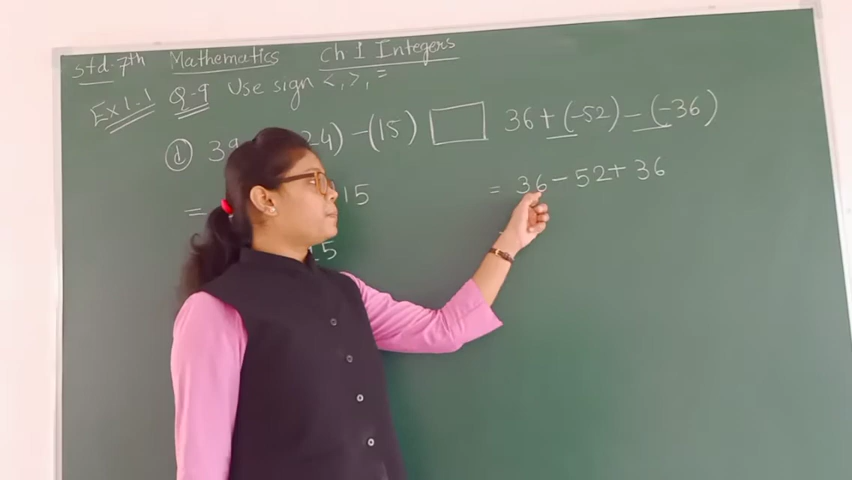 std-7th Mathematics Ch 1 Integers
Ex 1.1 Q-9 Use sign <, >, =
(d) 39 24) -(15) 36 + (-52) - (-36)
= 15 = 36 - 52 + 36
15